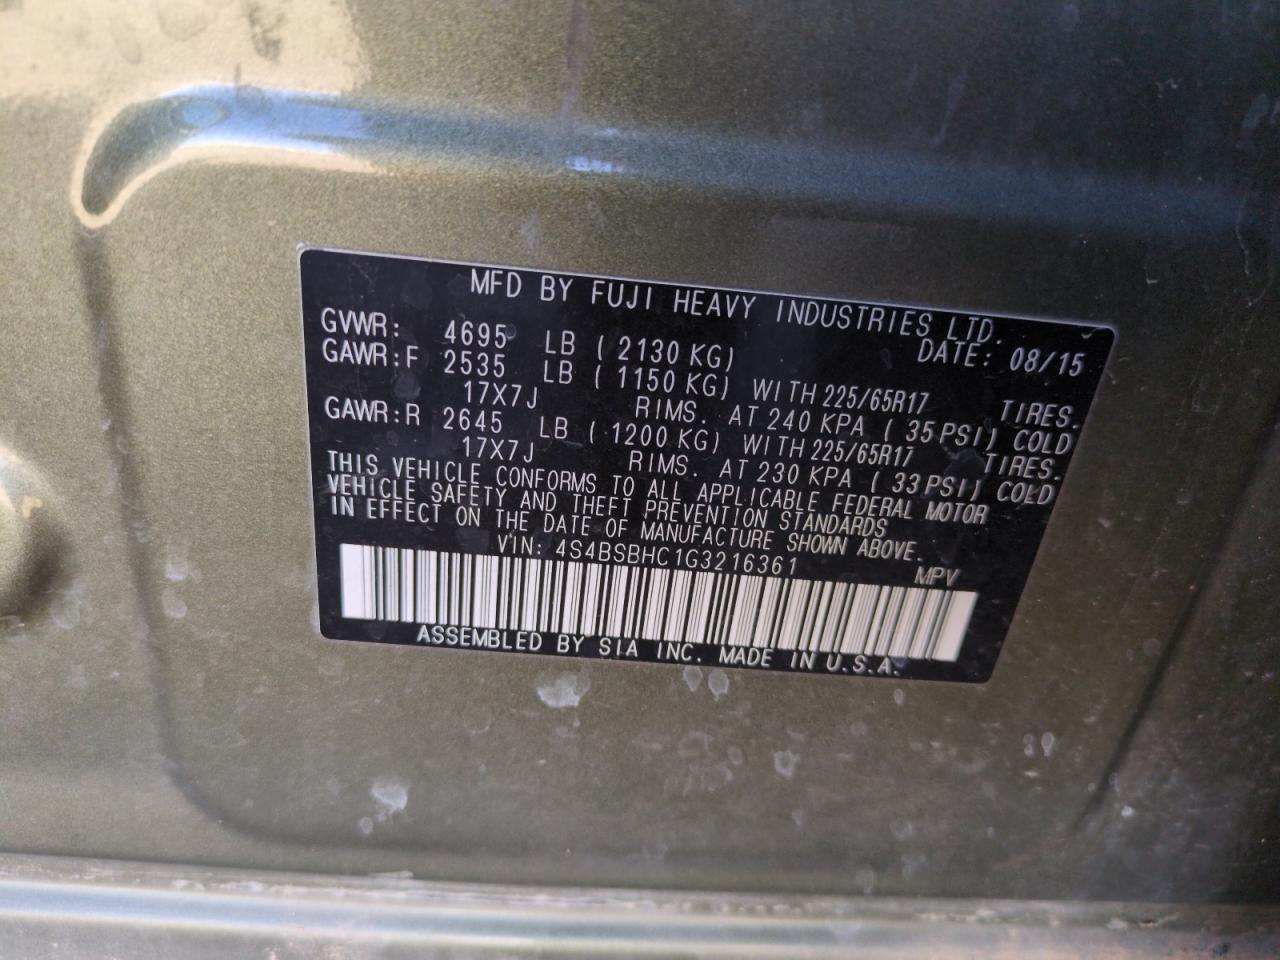 MFD BY FUJI HEAVY INDUSTRIES LTD.
DATE: 08/15
GVWR: 4695 LB ( 2130 KG)
GAWR:F 2535 LB ( 1150 KG) WITH 225/65R17 TIRES.
17X7J RIMS. AT 240 KPA ( 35 PSI) COLD
GAWR:R 2645 LB ( 1200 KG) WITH 225/65R17 TIRES.
17X7J RIMS. AT 230 KPA ( 33 PSI) COLD
THIS VEHICLE CONFORMS TO ALL APPLICABLE FEDERAL MOTOR
VEHICLE SAFETY AND THEFT PREVENTION STANDARDS
IN EFFECT ON THE DATE OF MANUFACTURE SHOWN ABOVE.
VIN: 4S4BSBHC1G3216361 MPV
ASSEMBLED BY SIA INC. MADE IN U.S.A.